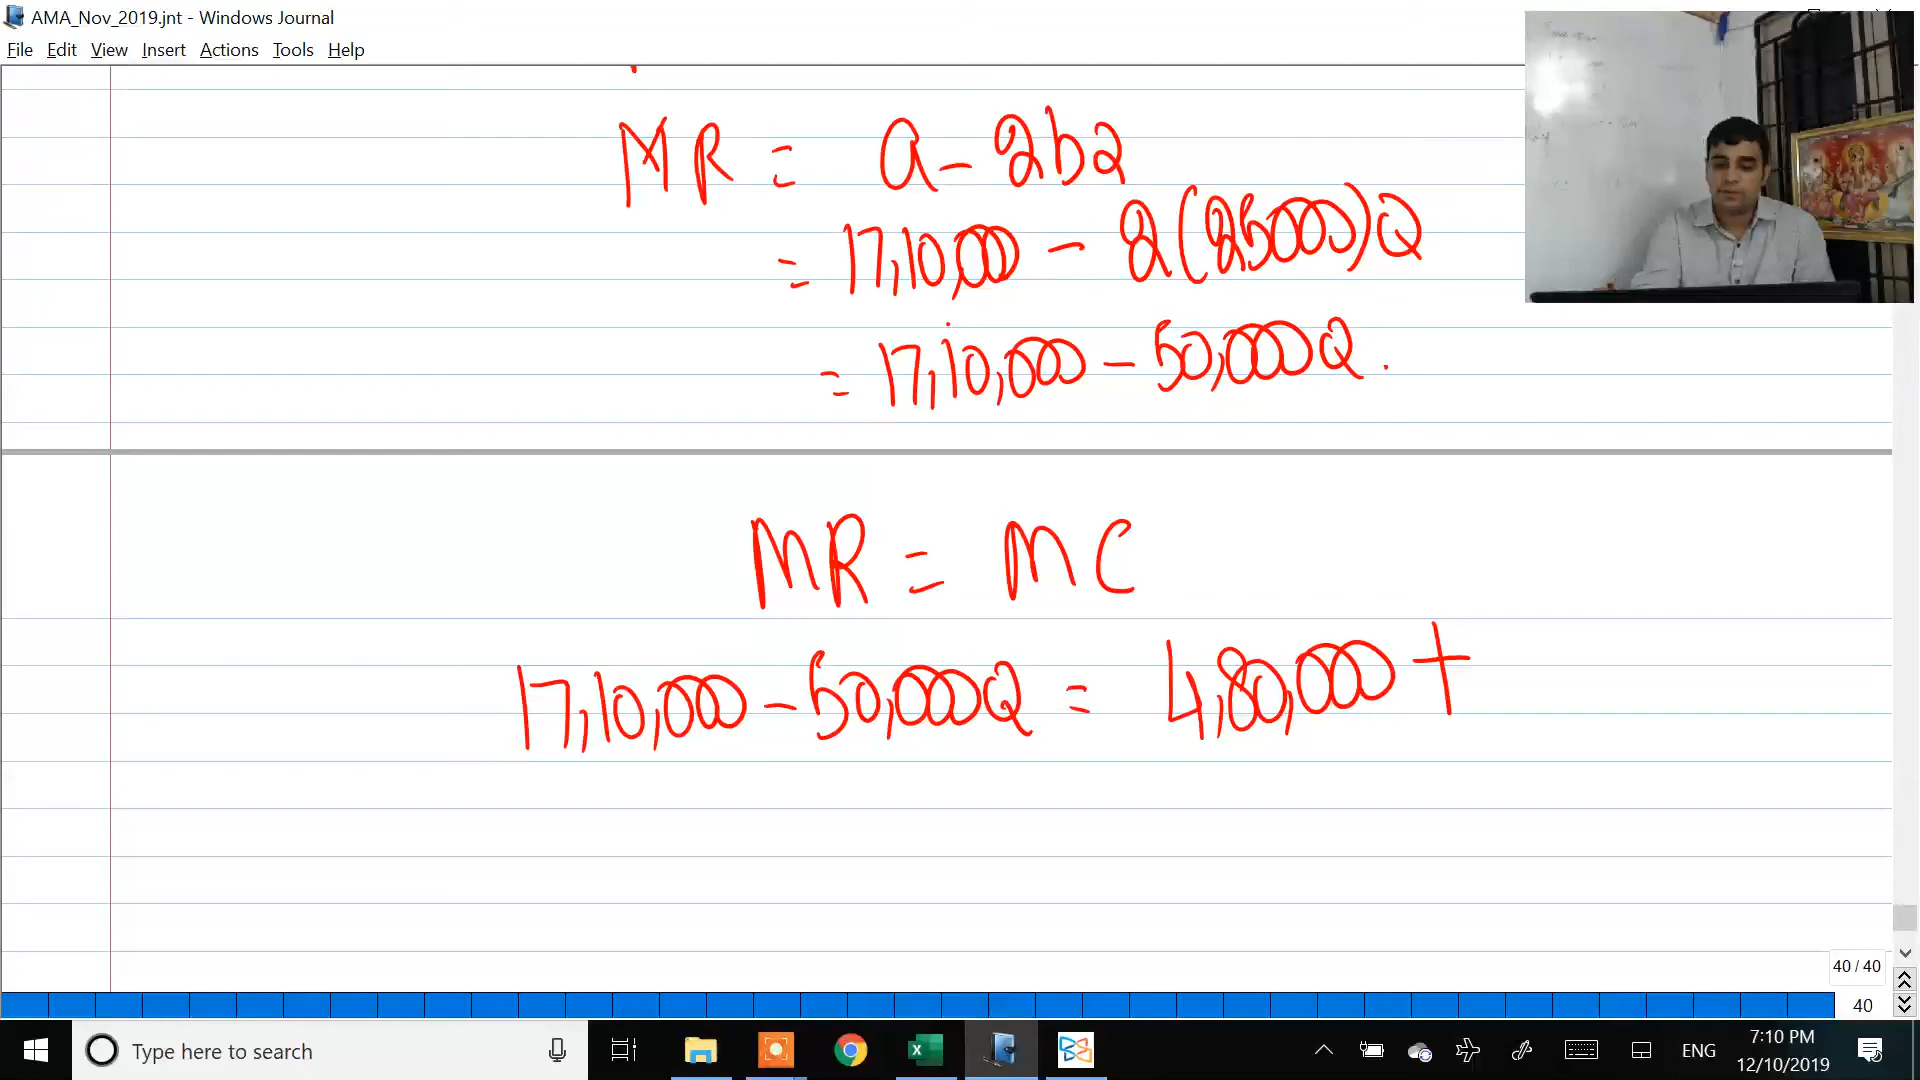 AMA_Nov_2019.jnt - Windows Journal
File Edit View Insert Actions Tools Help
MR = a - 2bQ
= 17,10,000 - 2(25000)Q
= 17,10,000 - 50,000Q.
MR = MC
17,10,000 - 50,000Q = 4,80,000 +
40 / 40
40
Type here to search
ENG
7:10 PM
12/10/2019